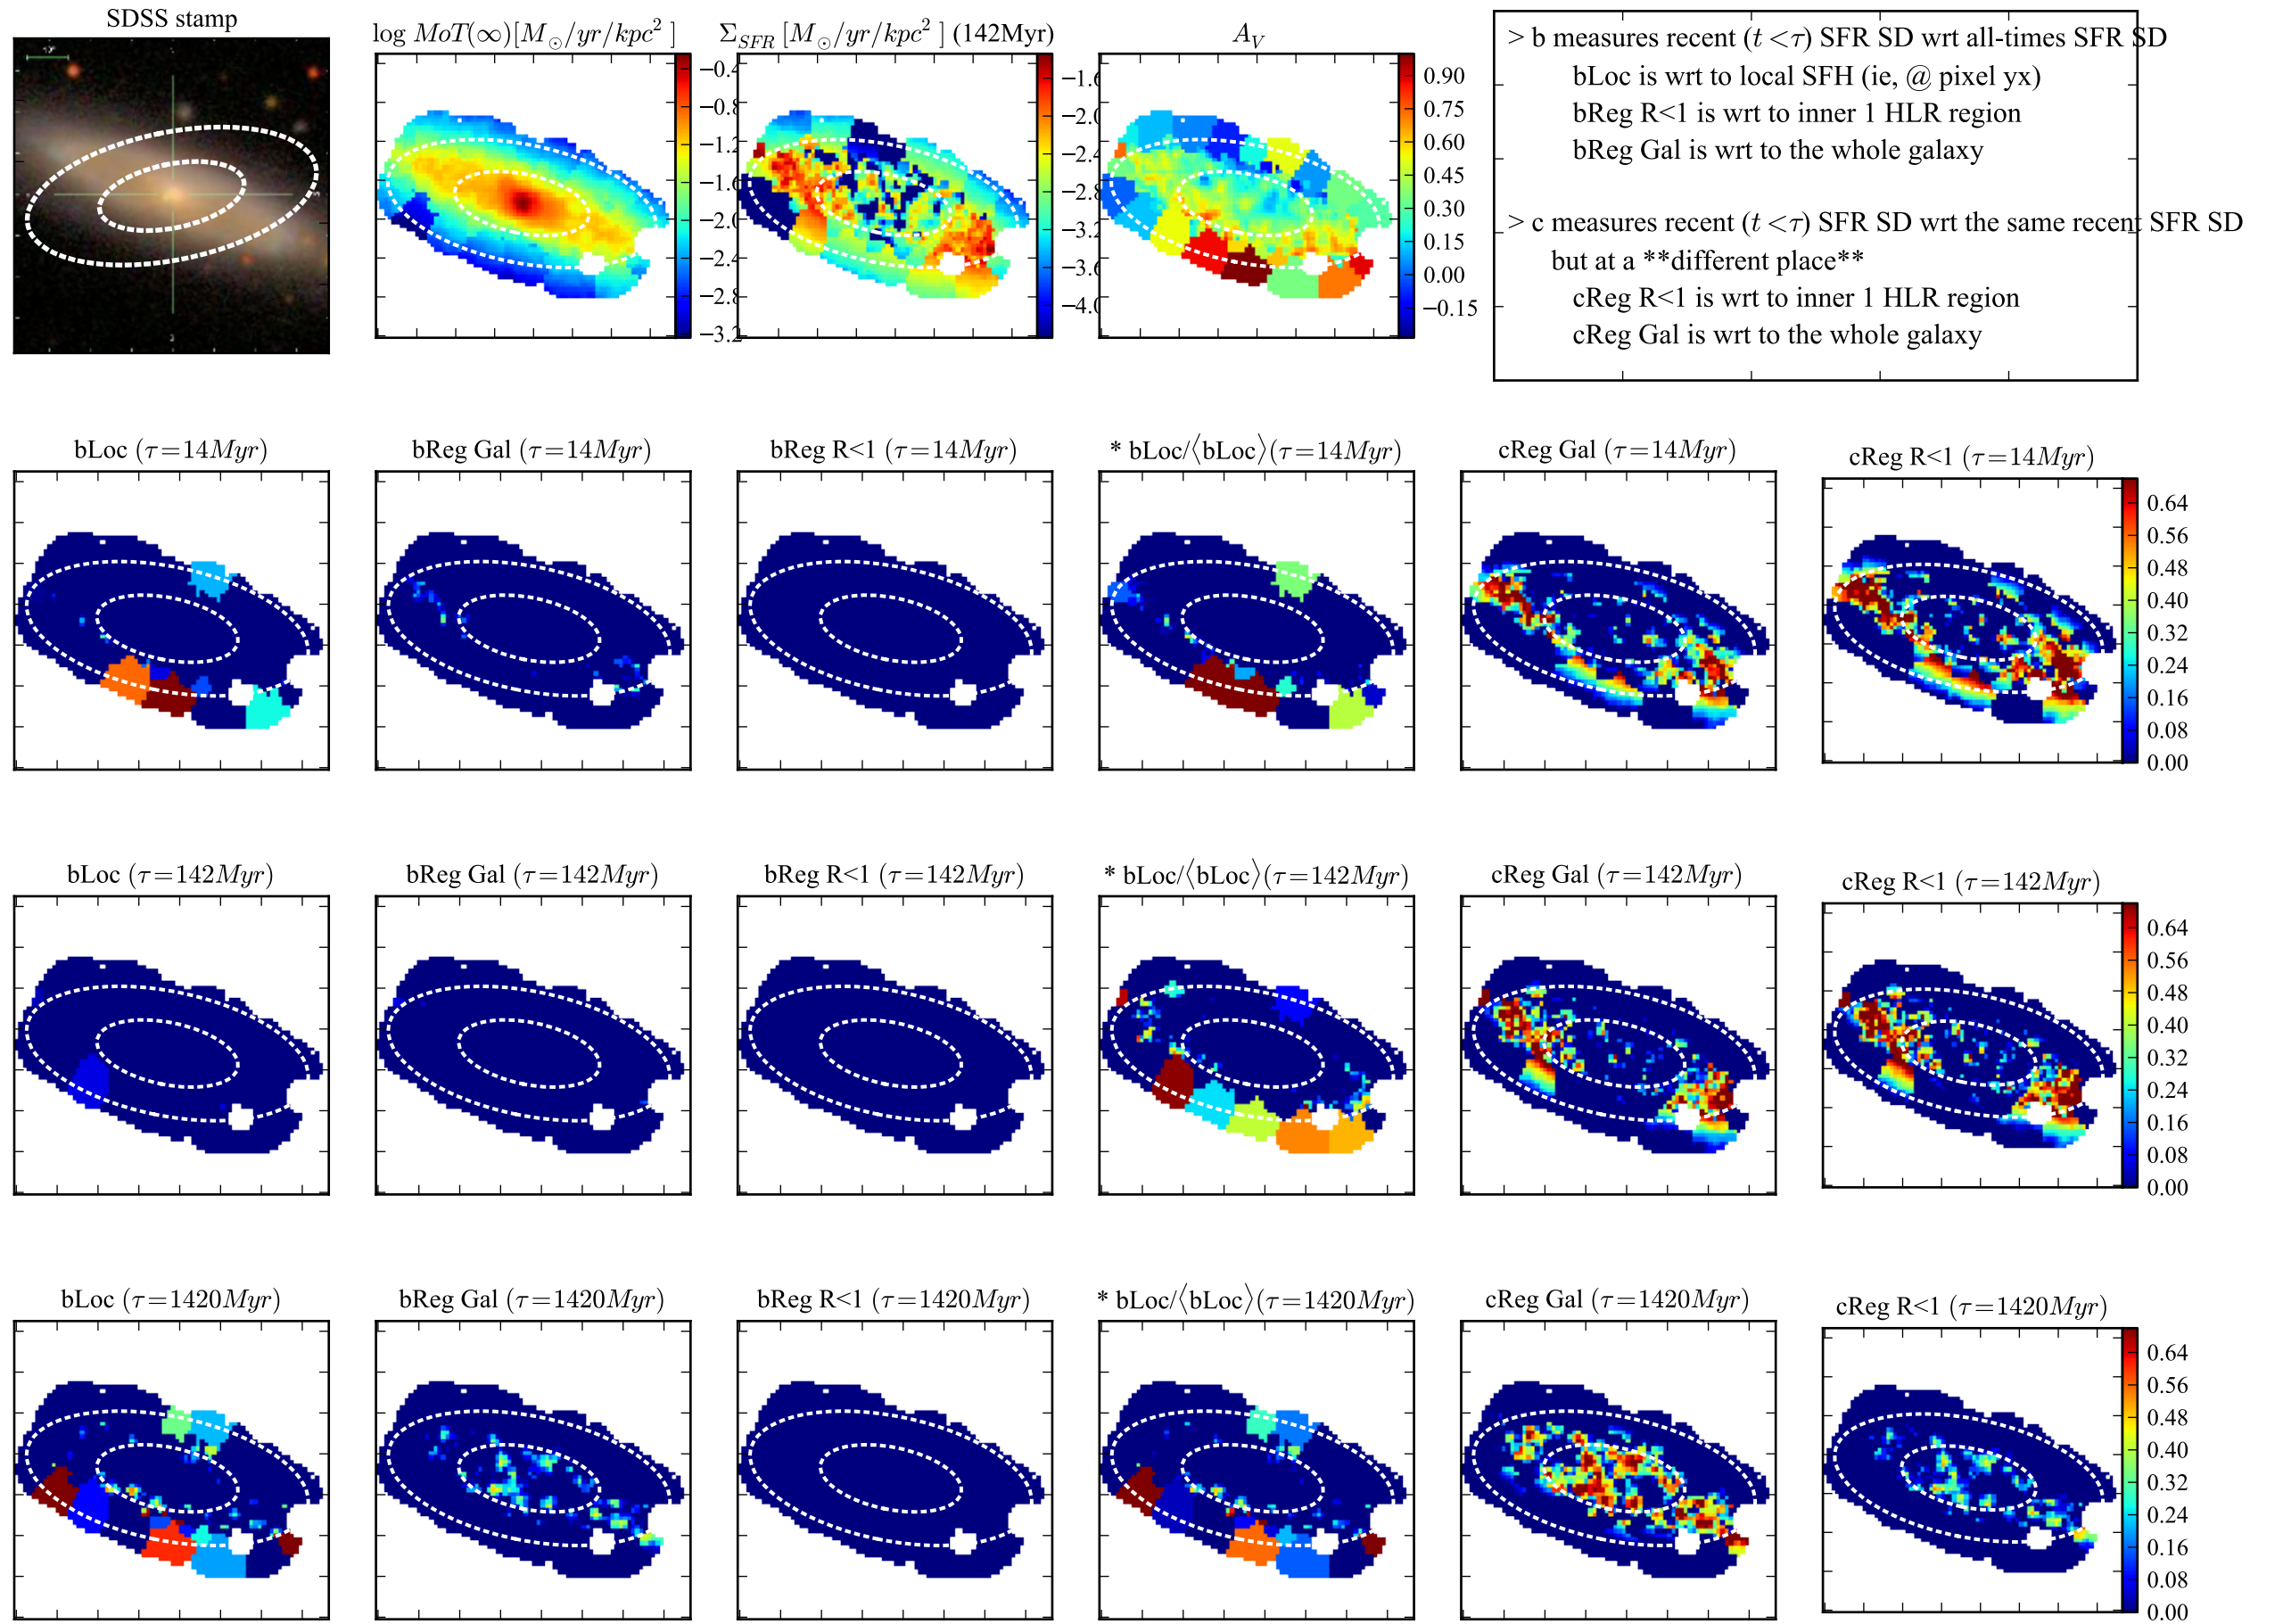 SDSS stamp
log MoT(∞)[M⊙/yr/kpc² ]
Σ_SFR [M⊙/yr/kpc² ] (142Myr)
A_V
−0.4
−0.8
−1.2
−1.6
−2.0
−2.4
−2.8
−3.2
−1.6
−2.0
−2.4
−2.8
−3.2
−3.6
−4.0
0.90
0.75
0.60
0.45
0.30
0.15
0.00
−0.15
> b measures recent (t < τ) SFR SD wrt all-times SFR SD
bLoc is wrt to local SFH (ie, @ pixel yx)
bReg R<1 is wrt to inner 1 HLR region
bReg Gal is wrt to the whole galaxy
> c measures recent (t < τ) SFR SD wrt the same recent SFR SD
but at a **different place**
cReg R<1 is wrt to inner 1 HLR region
cReg Gal is wrt to the whole galaxy
bLoc (τ=14Myr)
bReg Gal (τ=14Myr)
bReg R<1 (τ=14Myr)
* bLoc/⟨bLoc⟩(τ=14Myr)
cReg Gal (τ=14Myr)
cReg R<1 (τ=14Myr)
0.64
0.56
0.48
0.40
0.32
0.24
0.16
0.08
0.00
bLoc (τ=142Myr)
bReg Gal (τ=142Myr)
bReg R<1 (τ=142Myr)
* bLoc/⟨bLoc⟩(τ=142Myr)
cReg Gal (τ=142Myr)
cReg R<1 (τ=142Myr)
0.64
0.56
0.48
0.40
0.32
0.24
0.16
0.08
0.00
bLoc (τ=1420Myr)
bReg Gal (τ=1420Myr)
bReg R<1 (τ=1420Myr)
* bLoc/⟨bLoc⟩(τ=1420Myr)
cReg Gal (τ=1420Myr)
cReg R<1 (τ=1420Myr)
0.64
0.56
0.48
0.40
0.32
0.24
0.16
0.08
0.00